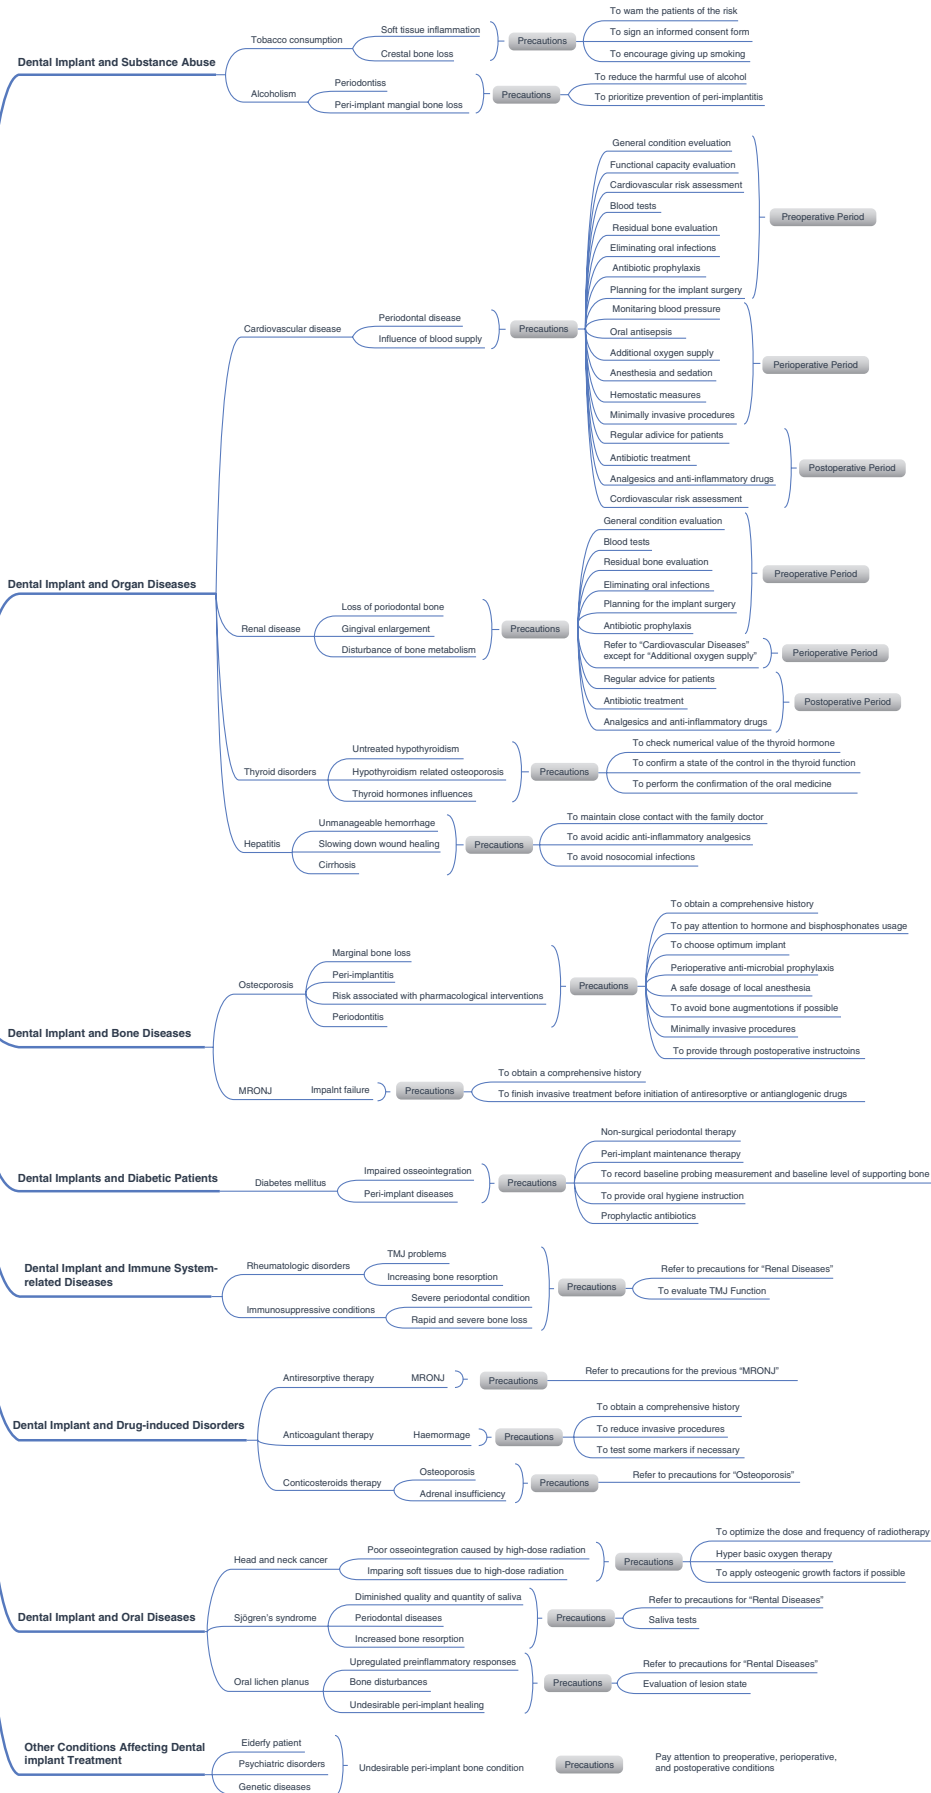 Dental Implant and Substance Abuse
Tobacco consumption
Soft tissue inflammation
Crestal bone loss
Precautions
To warn the patients of the risk
To sign an informed consent form
To encourage giving up smoking
Alcoholism
Periodontiss
Peri-implant mangial bone loss
Precautions
To reduce the harmful use of alcohol
To prioritize prevention of peri-implantitis
Dental Implant and Organ Diseases
Cardiovascular disease
Periodontal disease
Influence of blood supply
Precautions
General condition eveluation
Functional capacity evaluation
Cardiovascular risk assessment
Blood tests
Residual bone evaluation
Eliminating oral infections
Antibiotic prophylaxis
Planning for the implant surgery
Preoperative Period
Monitaring blood pressure
Oral antisepsis
Additional oxygen supply
Anesthesia and sedation
Hemostatic measures
Minimally invasive procedures
Perioperative Period
Regular adivice for patients
Antibiotic treatment
Analgesics and anti-inflammatory drugs
Cordiovascular risk assessment
Postoperative Period
Renal disease
Loss of poriodontal bone
Gingival enlargement
Disturbance of bone metabolism
Precautions
General condition evaluation
Blood tests
Residual bone evaluation
Eliminating oral infections
Planning for the implant surgery
Antibiotic prophylaxis
Preoperative Period
Refer to “Cardiovascular Diseases”
except for “Additional oxygen supply”
Perioperative Period
Regular advice for patients
Antibiotic treatment
Analgesics and anti-inflammatory drugs
Postoperative Period
Thyroid disorders
Untreated hypothyroidism
Hypothyroidism related osteoporosis
Thyroid hormones influences
Precautions
To check numerical value of the thyroid hormone
To confirm a state of the control in the thyroid function
To perform the confirmation of the oral medicine
Hepatitis
Unmanageable hemorrhage
Slowing down wound healing
Cirrhosis
Precautions
To maintain close contact with the family doctor
To avoid acidic anti-inflammatory analgesics
To avoid nosocomial infections
Dental Implant and Bone Diseases
Ostecporosis
Marginal bone loss
Peri-implantitis
Risk associated with pharmacological interventions
Periodontitis
Precautions
To obtain a comprehensive history
To pay attention to hormone and bisphosphonates usage
To choose optimum implant
Perioperative anti-microbial prophylaxis
A safe dosage of local anesthesia
To avoid bone augmentotions if possible
Minimally invasive procedures
To provide through postoperative instructoins
MRONJ
Impalnt failure
Precautions
To obtain a comprehensive history
To finish invasive treatment before initiation of antiresorptive or antianglogenic drugs
Dental Implants and Diabetic Patients
Diabetes mellitus
Impaired osseointegration
Peri-implant diseases
Precautions
Non-surgical periodontal therapy
Peri-implant maintenance therapy
To record baseline probing measurement and baseline level of supporting bone
To provide oral hygiene instruction
Prophylactic antibiotics
Dental Implant and Immune System-
related Diseases
Rheumatologic disorders
TMJ problems
Increasing bone resorption
Immunosuppressive conditions
Severe periodontal condition
Rapid and severe bone loss
Precautions
Refer to precautions for “Renal Diseases”
To evaluate TMJ Function
Dental Implant and Drug-induced Disorders
Antiresorptive therapy
MRONJ
Precautions
Refer to precautions for the previous “MRONJ”
Anticoagulant therapy
Haemormage
Precautions
To obtain a comprehensive history
To reduce invasive procedures
To test some markers if necessary
Conticosteroids therapy
Osteoporosis
Adrenal insufficiency
Precautions
Refer to precautions for “Osteoporosis”
Dental Implant and Oral Diseases
Head and neck cancer
Poor osseointegration caused by high-dose radiation
Imparing soft tissues due to high-dose radiation
Precautions
To optimize the dose and frequency of radiotherapy
Hyper basic oxygen therapy
To apply osteogenic growth factors if possible
Sjögren’s syndrome
Diminished quality and quantity of saliva
Periodontal diseases
Increased bone resorption
Precautions
Refer to precautions for “Rental Diseases”
Saliva tests
Oral lichen planus
Upregulated preinflammatory responses
Bone disturbances
Undesirable peri-implant healing
Precautions
Refer to precautions for “Rental Diseases”
Evaluation of lesion state
Other Conditions Affecting Dental
implant Treatment
Eiderfy patient
Psychiatric disorders
Genetic diseases
Undesirable peri-implant bone condition
Precautions
Pay attention to preoperative, perioperative,
and postoperative conditions